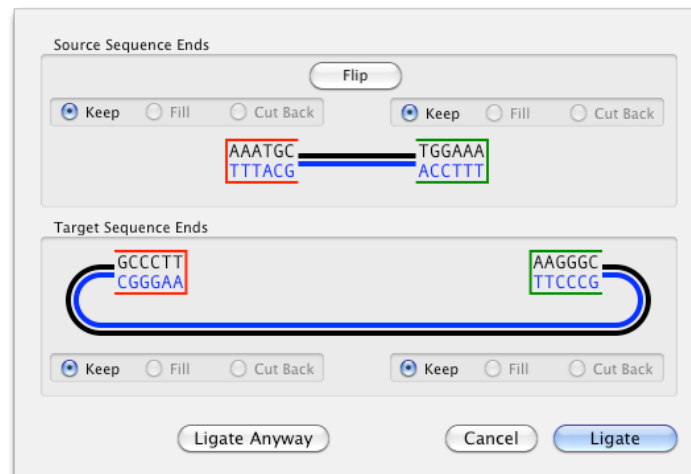 Source Sequence Ends
Flip
Keep Fill Cut Back Keep Fill Cut Back
AAATGC TGGAAA
TTTACG ACCTTT
Target Sequence Ends
GCCCTT AAGGGC
CGGGAA TTCCCG
Keep Fill Cut Back Keep Fill Cut Back
Ligate Anyway Cancel Ligate